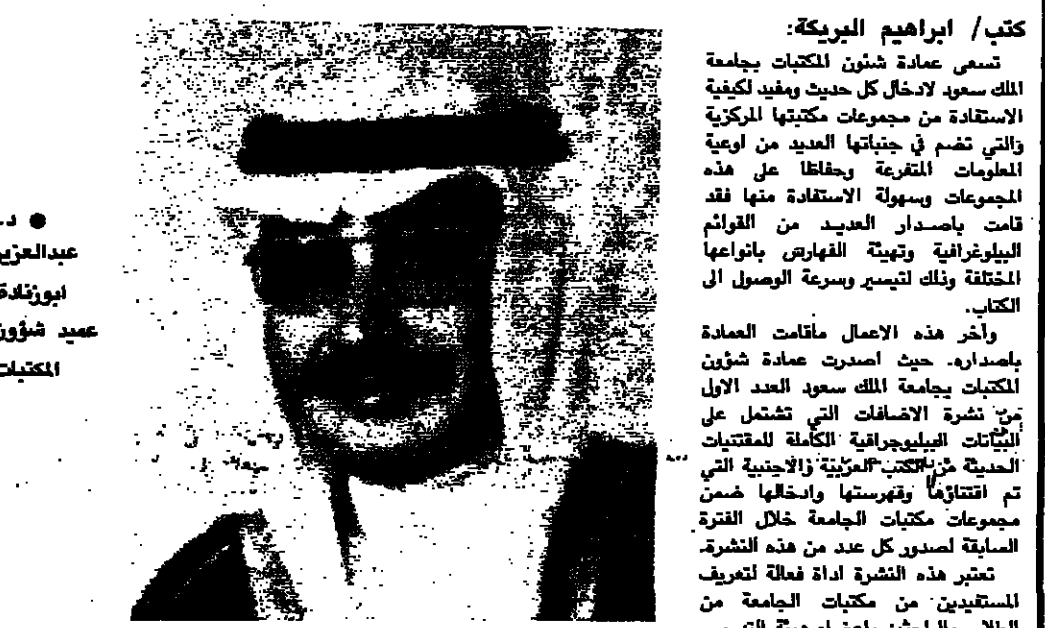 كتب/ ابراهيم البريكة:
تسعى عمادة شئون المكتبات بجامعة
الملك سعود لادخال كل حديث ومفيد لكيفية
الاستفادة من مجموعات مكتبتها المركزية
والتي تضم في جنباتها العديد من اوعية
المعلومات المتفرعة وحفاظا على هذه
المجموعات وسهولة الاستفادة منها فقد
قامت باصدار العديد من القوائم
الببلوغرافية وتهيئة الفهارس بانواعها
المختلفة وذلك لتيسير وسرعة الوصول الى
الكتاب.
وآخر هذه الاعمال ماقامت العمادة
باصداره. حيث اصدرت عمادة شؤون
المكتبات بجامعة الملك سعود العدد الاول
من نشرة الاضافات التي تشتمل على
البيانات الببليوجرافية الكاملة للمقتنيات
الحديثة من الكتب العربية والاجنبية التي
تم اقتناؤها وفهرستها وادخالها ضمن
مجموعات مكتبات الجامعة خلال الفترة
السابقة لصدور كل عدد من هذه النشرة.
تعتبر هذه النشرة اداة فعالة لتعريف
المستفيدين من مكتبات الجامعة من
● د.
عبدالعزيز
ابوزنادة
عميد شؤون
المكتبات